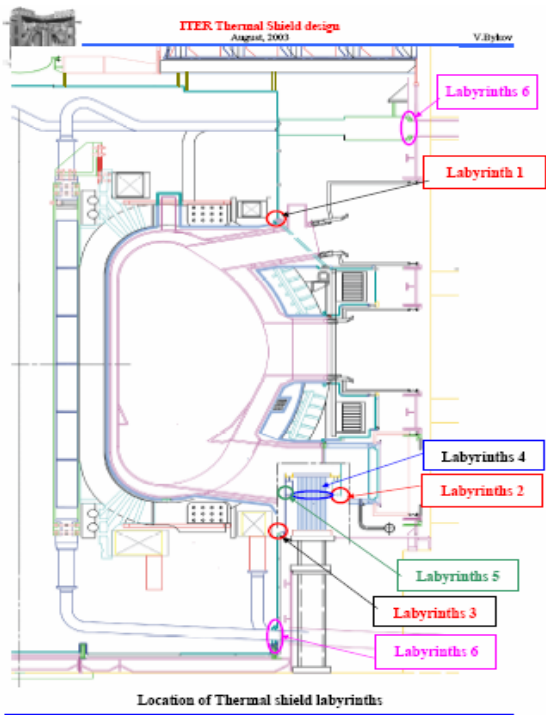 ITER Thermal Shield design
August, 2003
V.Bykov
Labyrinths 6
Labyrinth 1
Labyrinths 4
Labyrinths 2
Labyrinths 5
Labyrinths 3
Labyrinths 6
Location of Thermal shield labyrinths